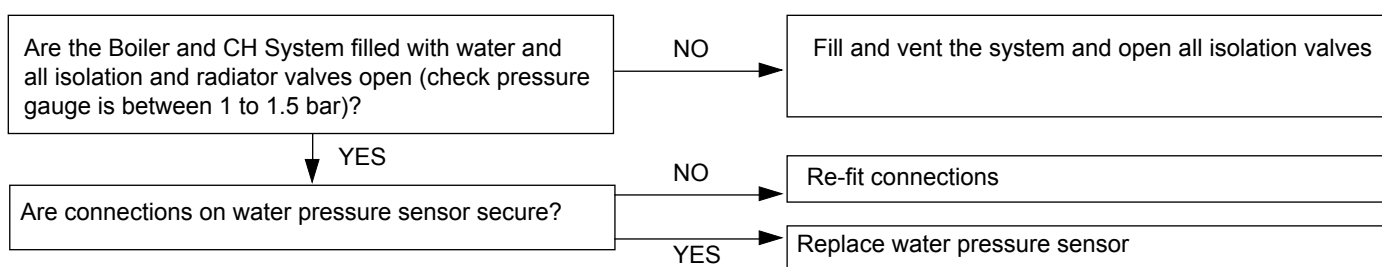 Are the Boiler and CH System filled with water and
all isolation and radiator valves open (check pressure
gauge is between 1 to 1.5 bar)?
NO
Fill and vent the system and open all isolation valves
YES
Are connections on water pressure sensor secure?
NO
Re-fit connections
YES
Replace water pressure sensor